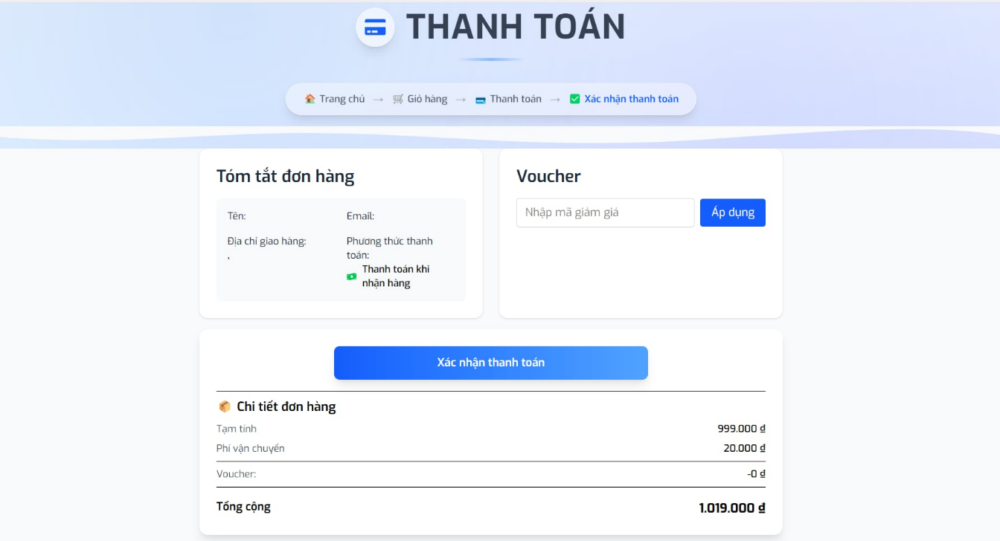 THANH TOÁN
Trang chủ → Giỏ hàng → Thanh toán → Xác nhận thanh toán
Tóm tắt đơn hàng
Tên:
Email:
Địa chỉ giao hàng:
,
Phương thức thanh
toán:
Thanh toán khi
nhận hàng
Voucher
Nhập mã giảm giá
Áp dụng
Xác nhận thanh toán
Chi tiết đơn hàng
Tạm tính 999.000 ₫
Phí vận chuyển 20.000 ₫
Voucher: -0 ₫
Tổng cộng 1.019.000 ₫